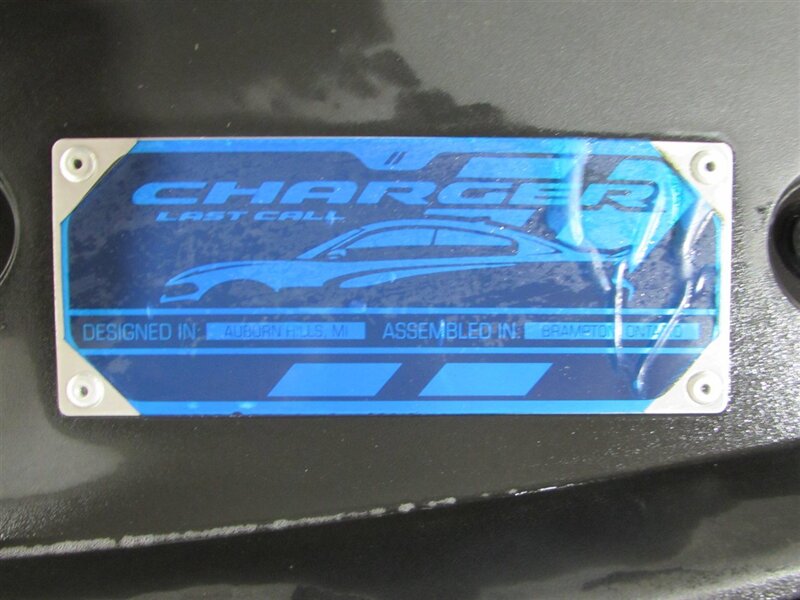 CHARGER
LAST CALL
DESIGNED IN: AUBURN HILLS, MI ASSEMBLED IN: BRAMPTON, ONTARIO